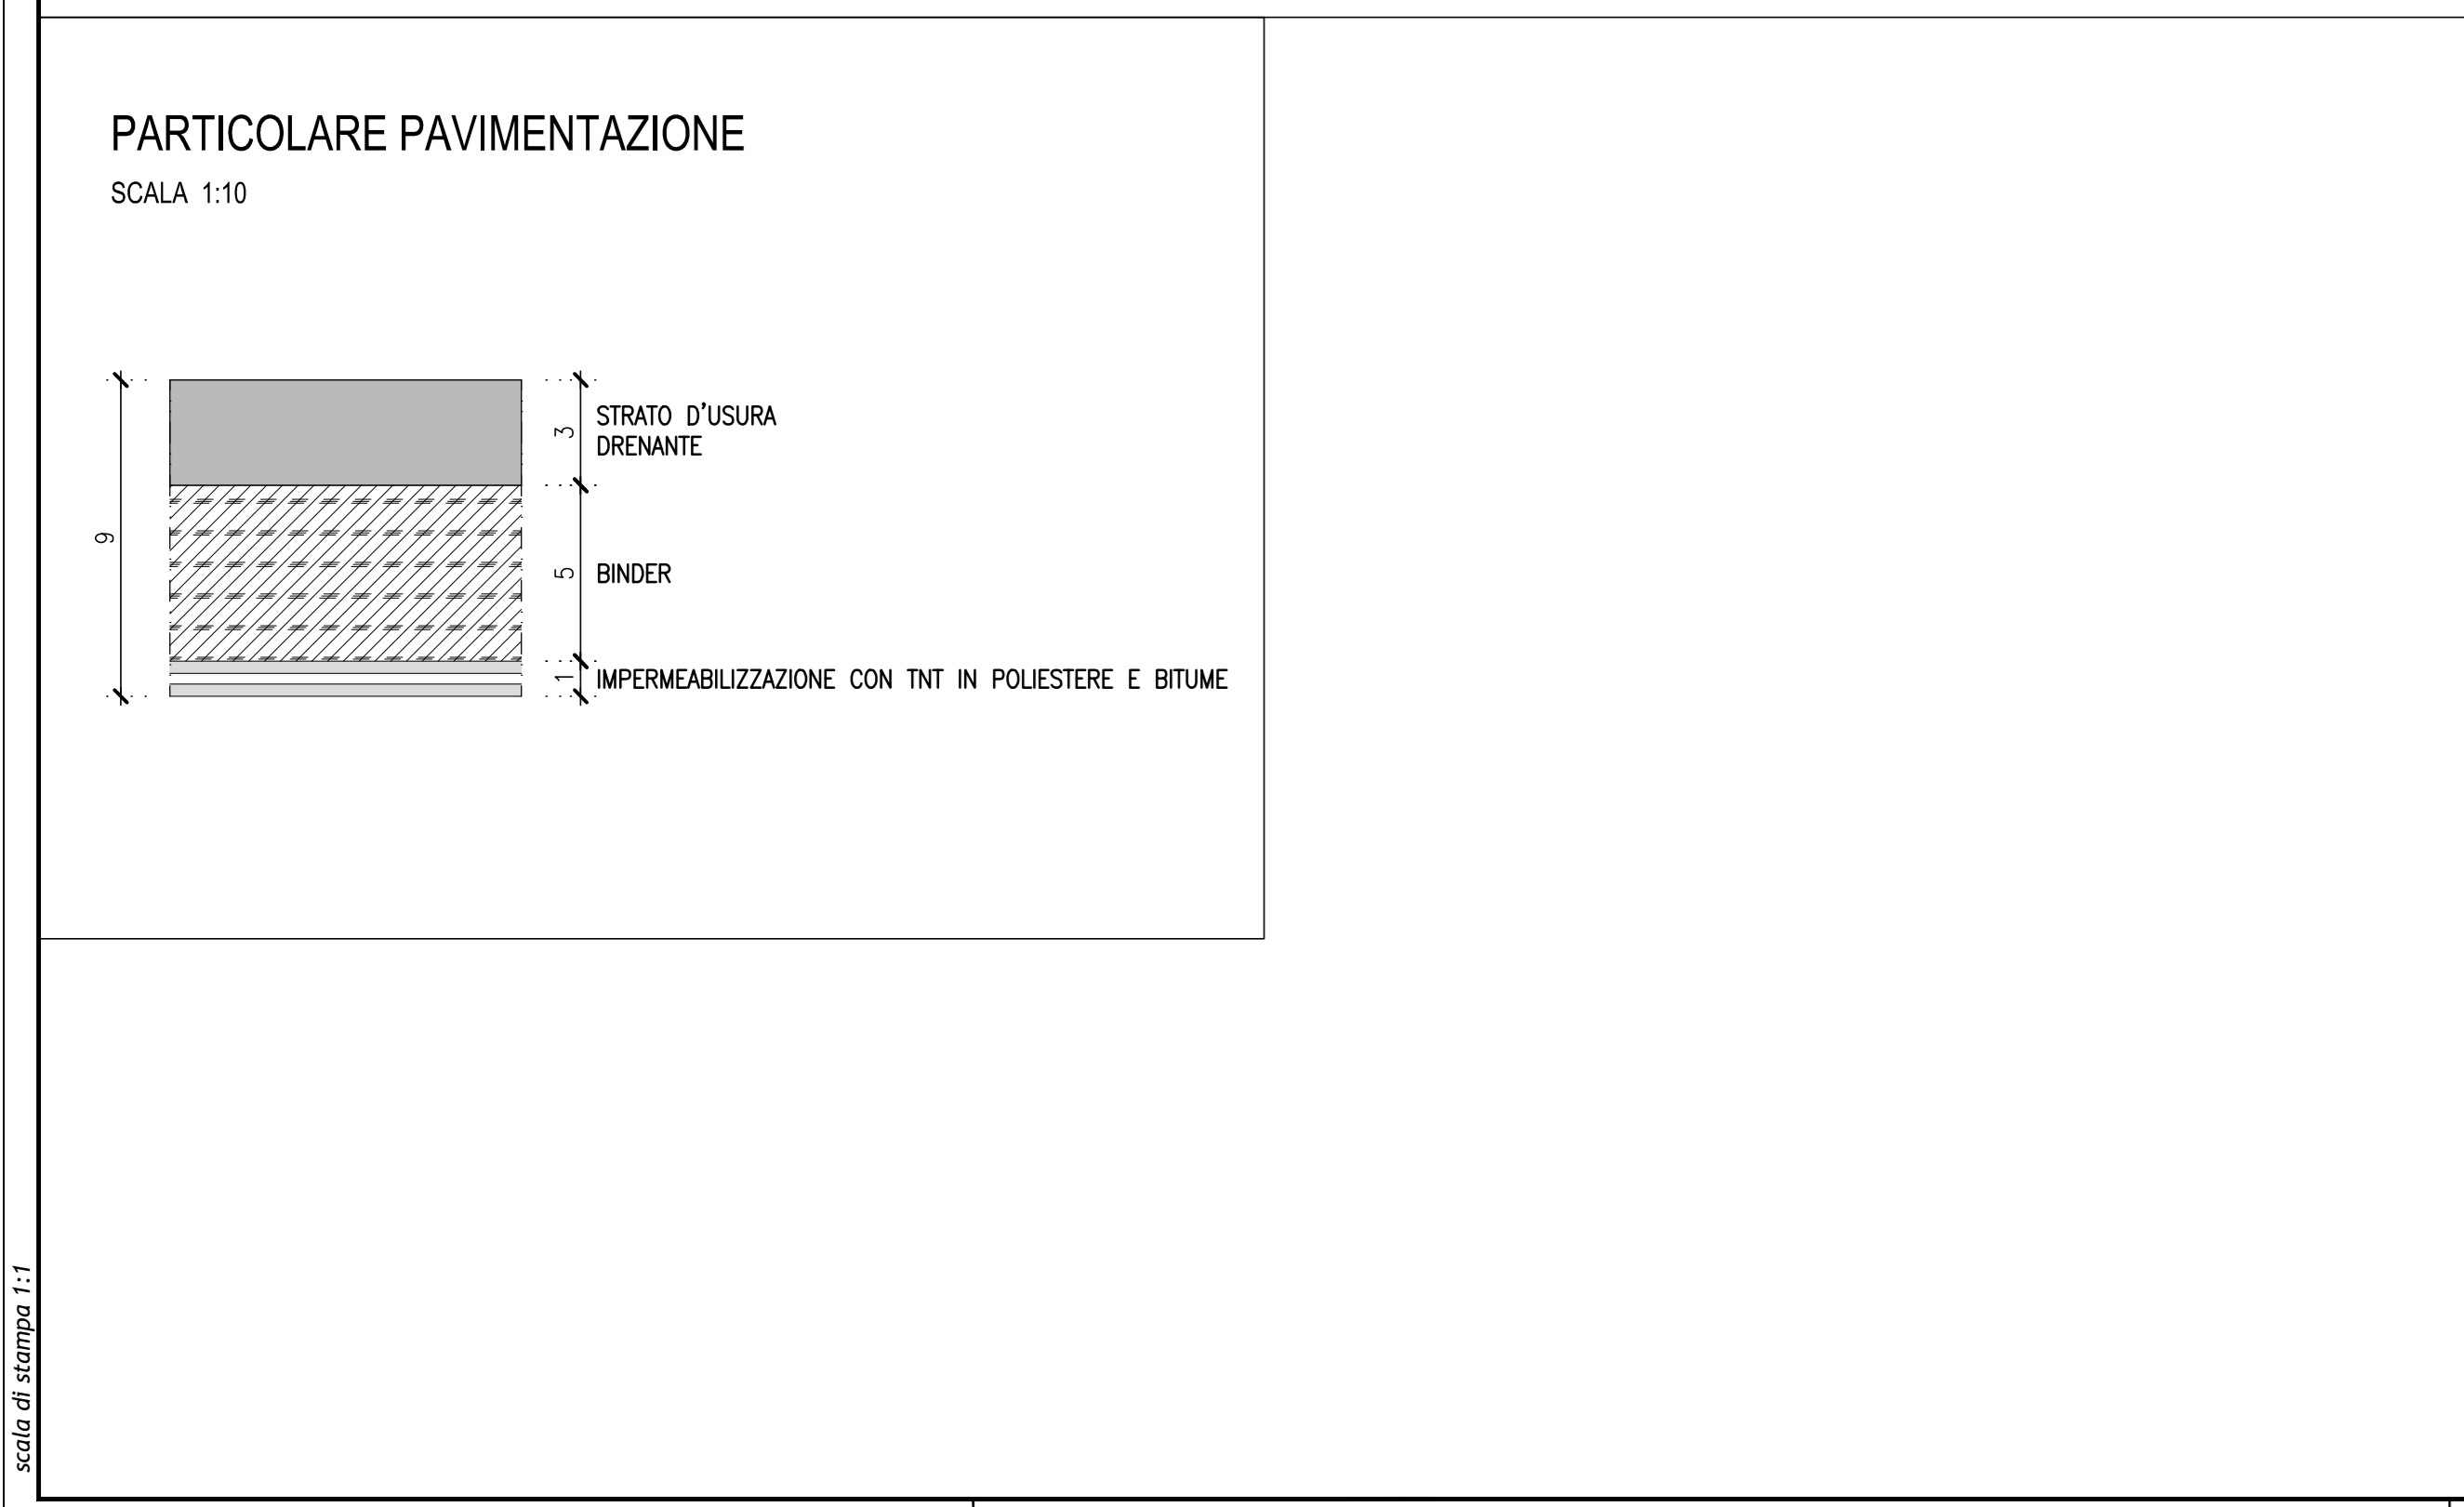 PARTICOLARE PAVIMENTAZIONE
SCALA 1:10
9
3
STRATO D'USURA
DRENANTE
5
BINDER
1
IMPERMEABILIZZAZIONE CON TNT IN POLIESTERE E BITUME
scala di stampa 1:1